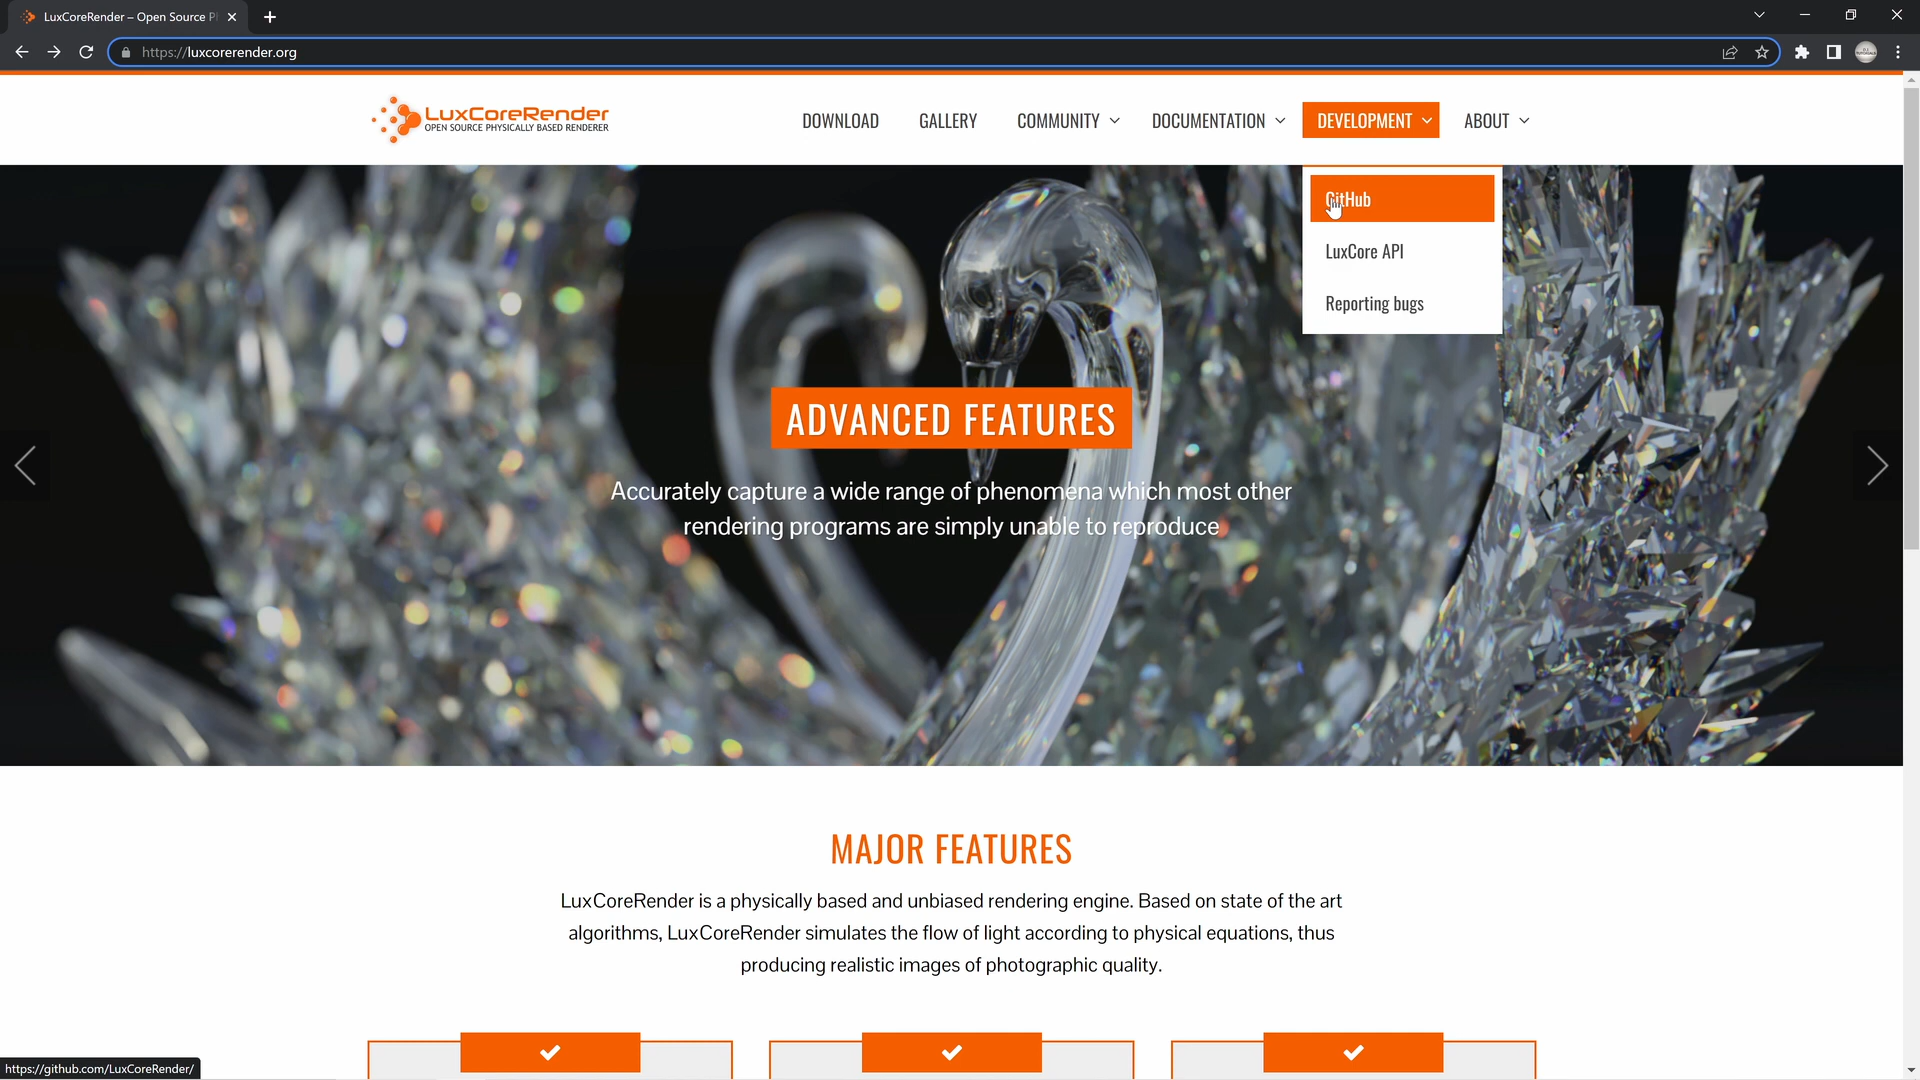 LuxCoreRender – Open Source P
https://luxcorerender.org
LuxCoreRender
OPEN SOURCE PHYSICALLY BASED RENDERER
DOWNLOAD
GALLERY
COMMUNITY
DOCUMENTATION
DEVELOPMENT
ABOUT
GitHub
LuxCore API
Reporting bugs
ADVANCED FEATURES
Accurately capture a wide range of phenomena which most other
rendering programs are simply unable to reproduce
MAJOR FEATURES
LuxCoreRender is a physically based and unbiased rendering engine. Based on state of the art
algorithms, LuxCoreRender simulates the flow of light according to physical equations, thus
producing realistic images of photographic quality.
https://github.com/LuxCoreRender/